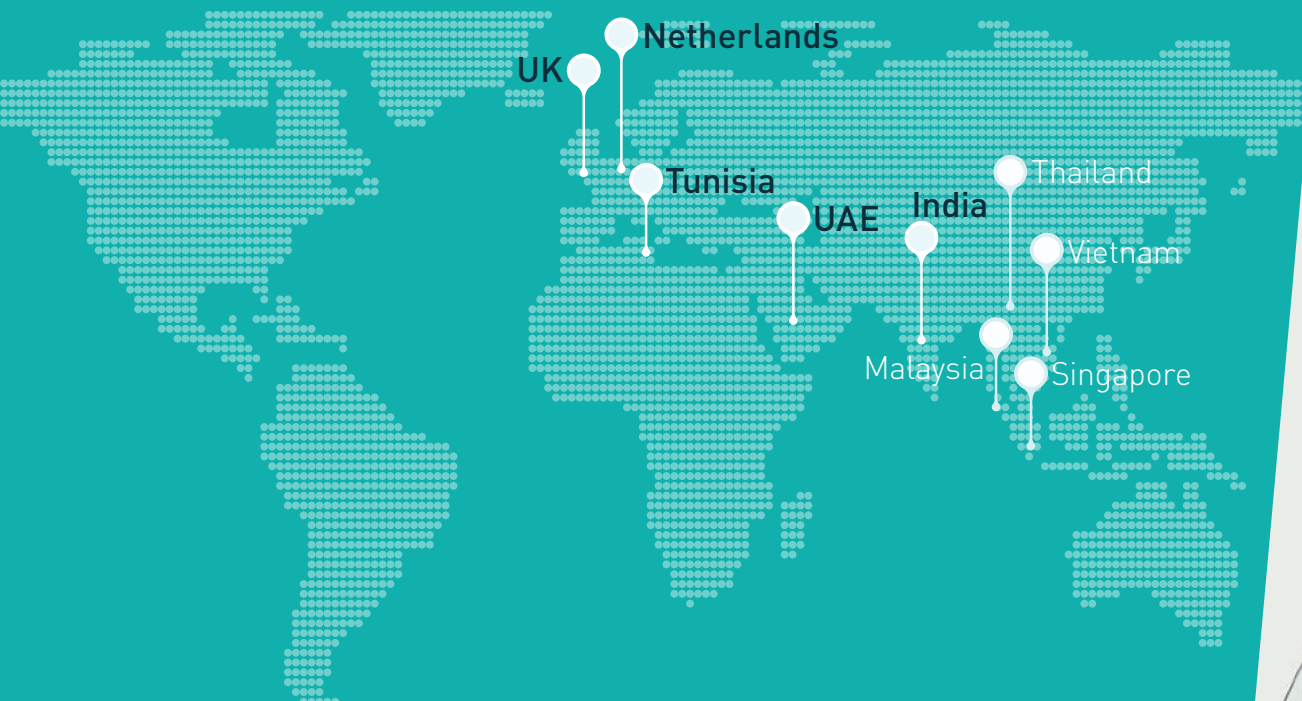 Netherlands
UK
Thailand
Tunisia
India
UAE
Vietnam
Malaysia
Singapore